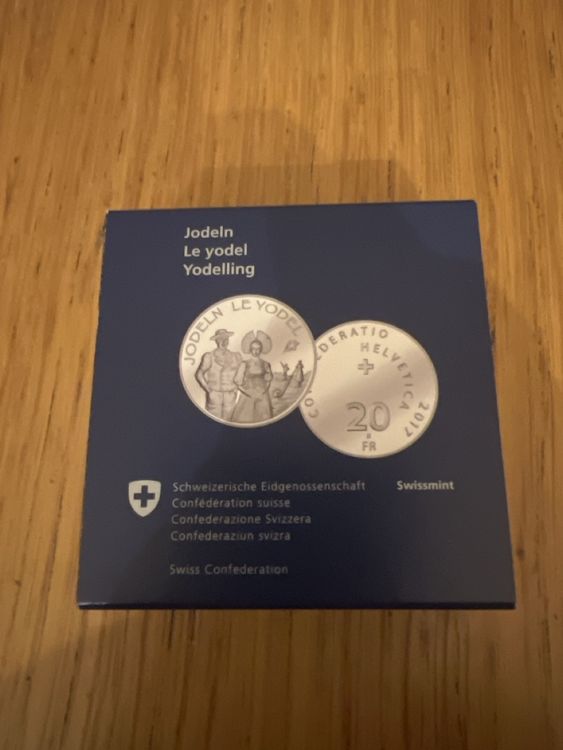 Jodeln
Le yodel
Yodelling
JODELN LE YODEL
CONFOEDERATIO
HELVETICA 2017
20
FR
Schweizerische Eidgenossenschaft
Confédération suisse
Confederazione Svizzera
Confederaziun svizra
Swissmint
Swiss Confederation